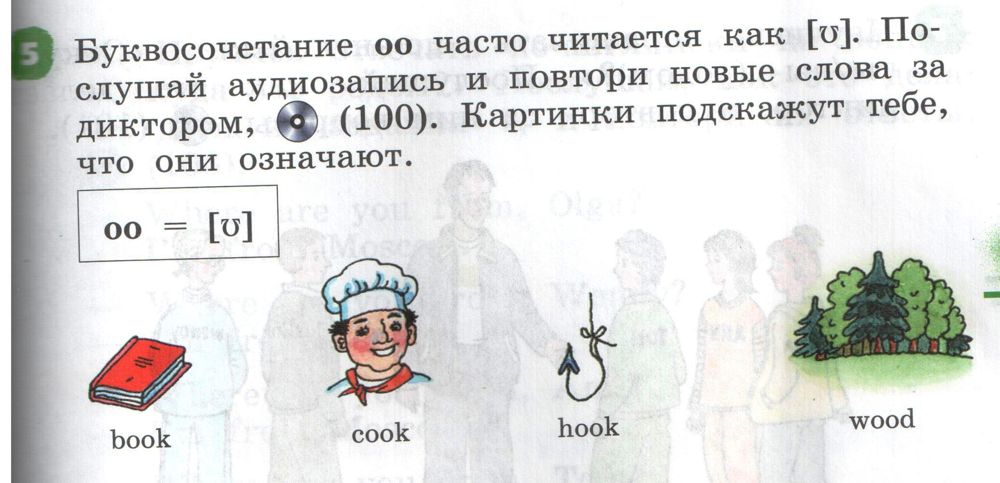 5
Буквосочетание oo часто читается как [ʊ]. По-
слушай аудиозапись и повтори новые слова за
диктором, (100). Картинки подскажут тебе,
что они означают.
oo = [ʊ]
book cook hook wood